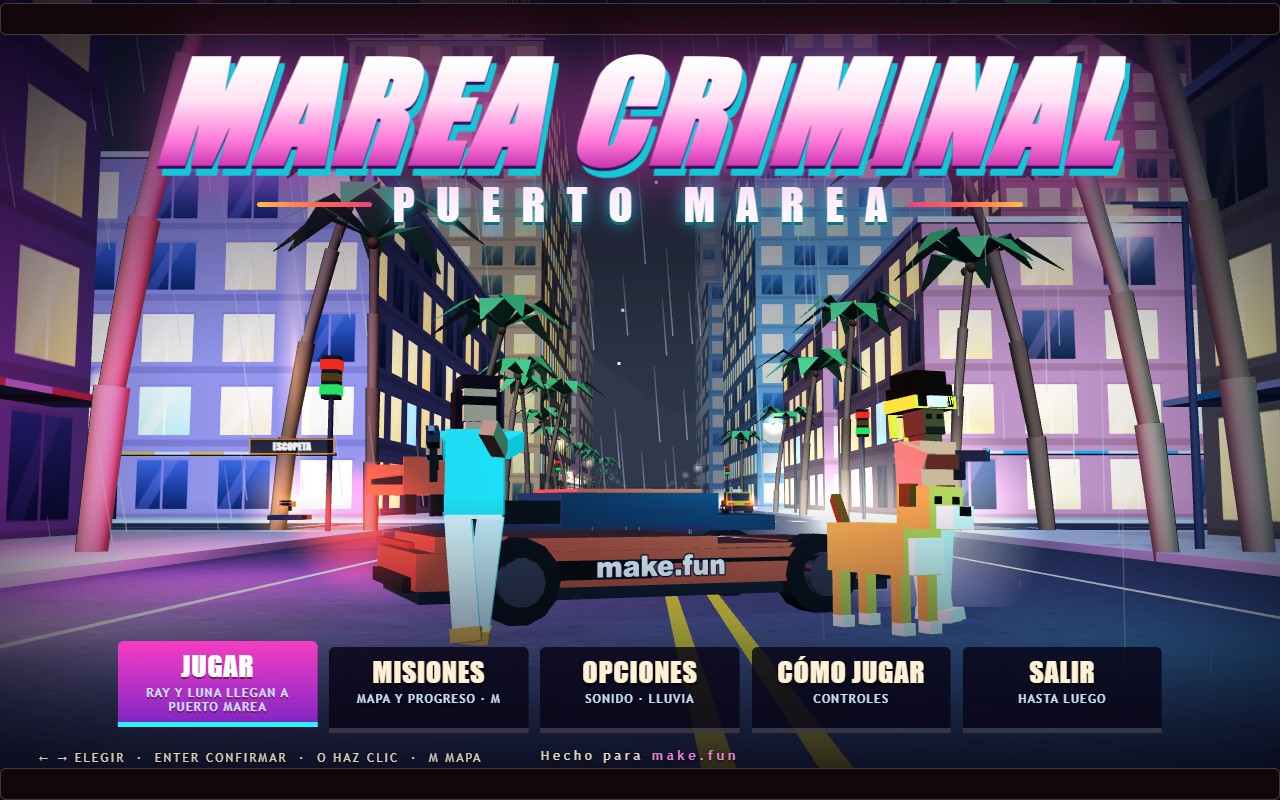 MAREA CRIMINAL
PUERTO MAREA
ESCOPETA
make.fun
JUGAR
RAY Y LUNA LLEGAN A
PUERTO MAREA
MISIONES
MAPA Y PROGRESO · M
OPCIONES
SONIDO · LLUVIA
CÓMO JUGAR
CONTROLES
SALIR
HASTA LUEGO
← → ELEGIR · ENTER CONFIRMAR · O HAZ CLIC · M MAPA
Hecho para make.fun